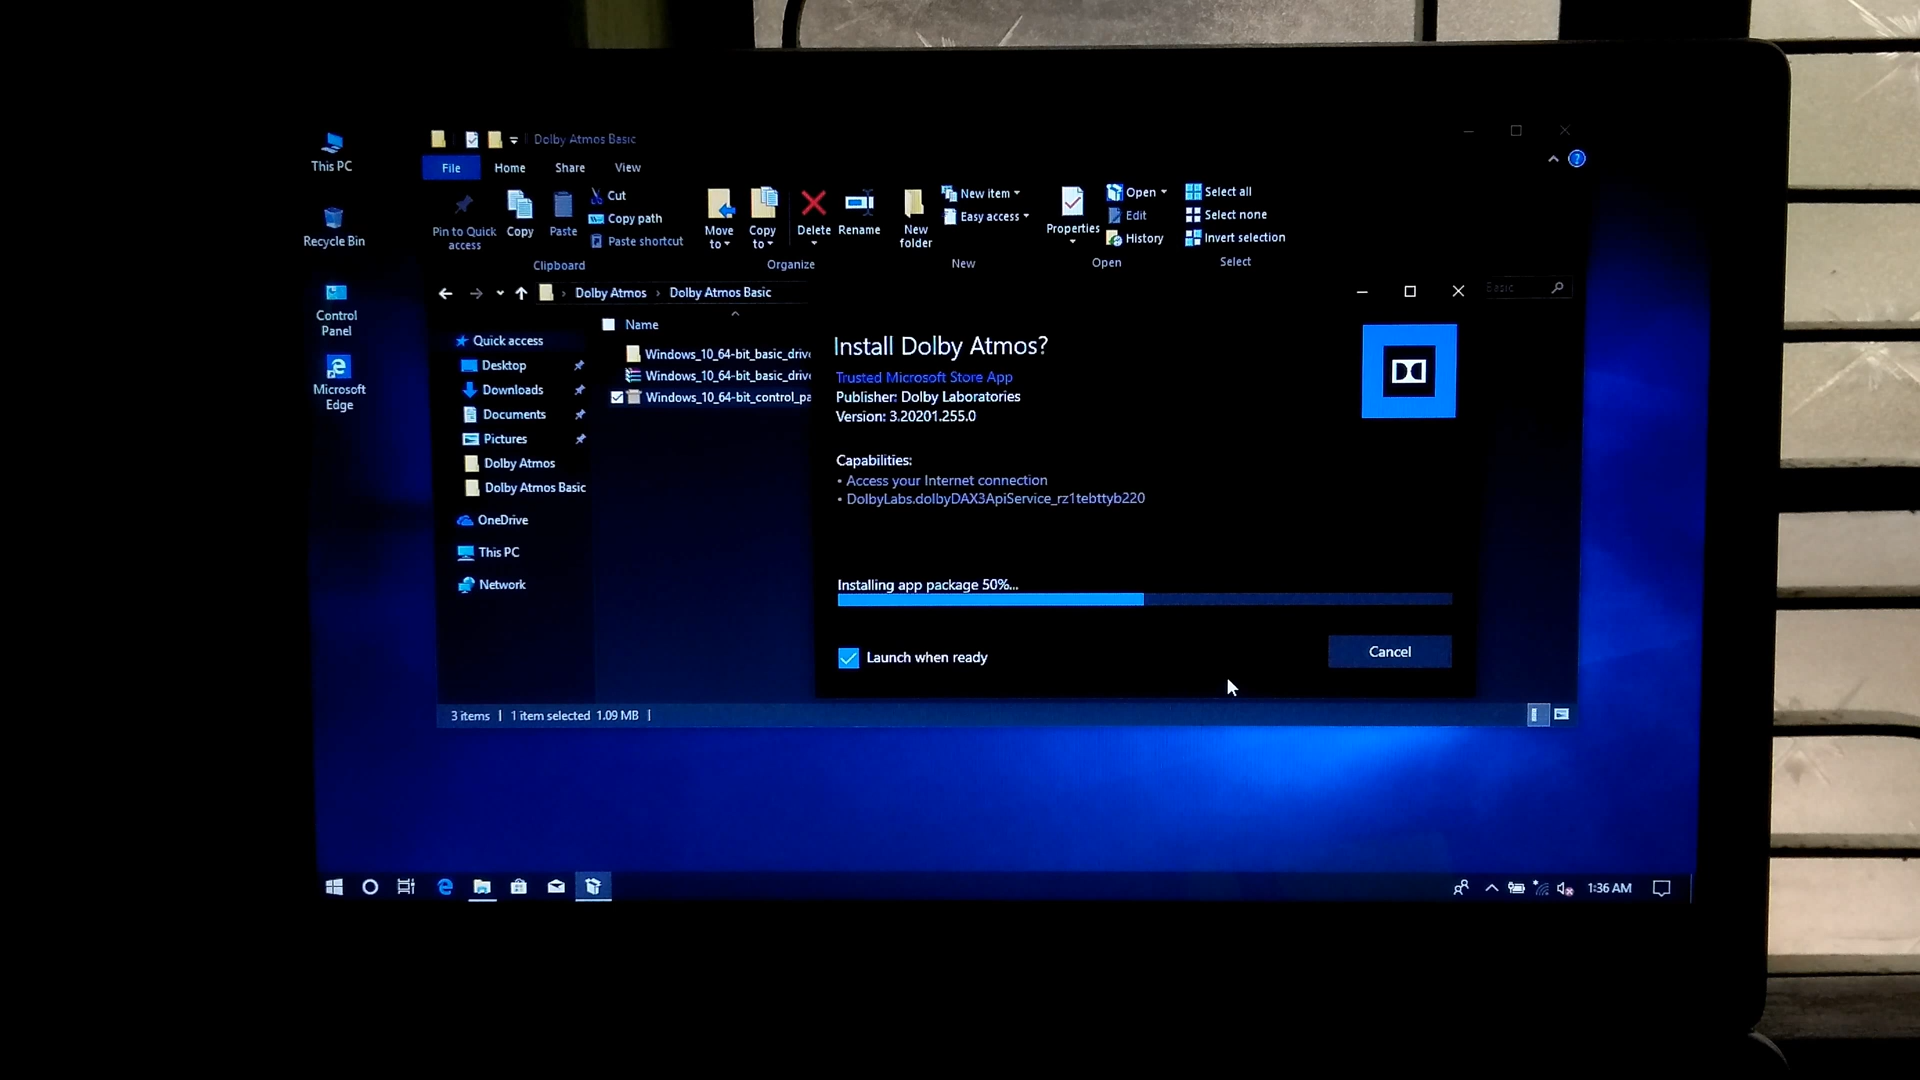 This PC
Recycle Bin
Control
Panel
Microsoft
Edge
Dolby Atmos Basic
File Home Share View
Pin to Quick
access
Copy
Paste
Cut
Copy path
Paste shortcut
Clipboard
Move
to
Copy
to
Delete
Rename
Organize
New
folder
New item
Easy access
New
Properties
Open
Edit
History
Open
Select all
Select none
Invert selection
Select
Dolby Atmos › Dolby Atmos Basic
Basic
Quick access
Desktop
Downloads
Documents
Pictures
Dolby Atmos
Dolby Atmos Basic
OneDrive
This PC
Network
Name
Windows_10_64-bit_basic_driv
Windows_10_64-bit_basic_driv
Windows_10_64-bit_control_pa
Install Dolby Atmos?
Trusted Microsoft Store App
Publisher: Dolby Laboratories
Version: 3.20201.255.0
Capabilities:
• Access your Internet connection
• DolbyLabs.dolbyDAX3ApiService_rz1tebttyb220
Installing app package 50%...
Launch when ready
Cancel
3 items | 1 item selected 1.09 MB |
1:36 AM